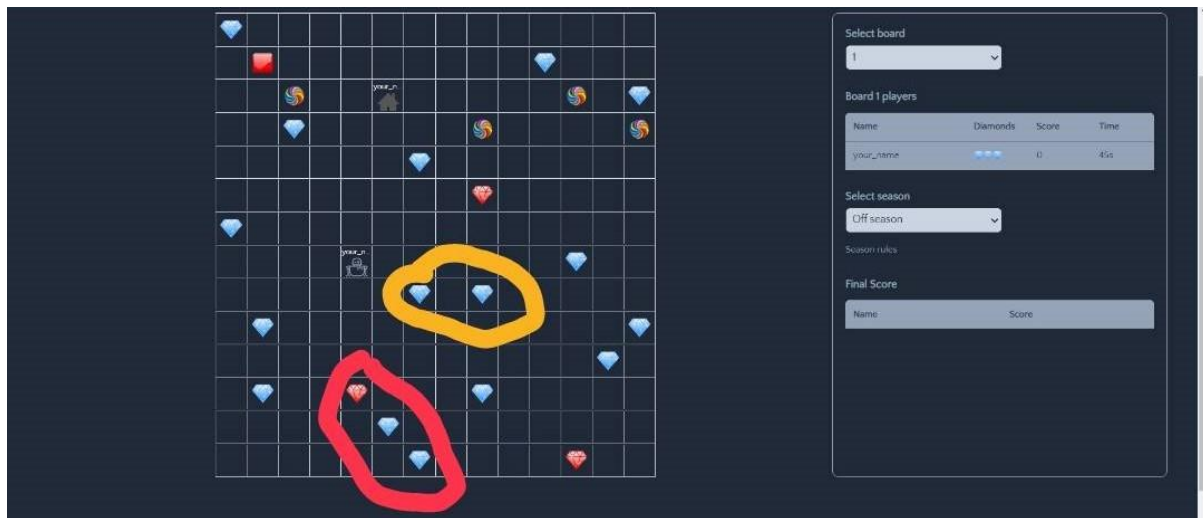 Select board
1
your_n
Board 1 players
Name Diamonds Score Time
your_name 0 45s
Select season
Off season
your_n
Season rules
Final Score
Name Score